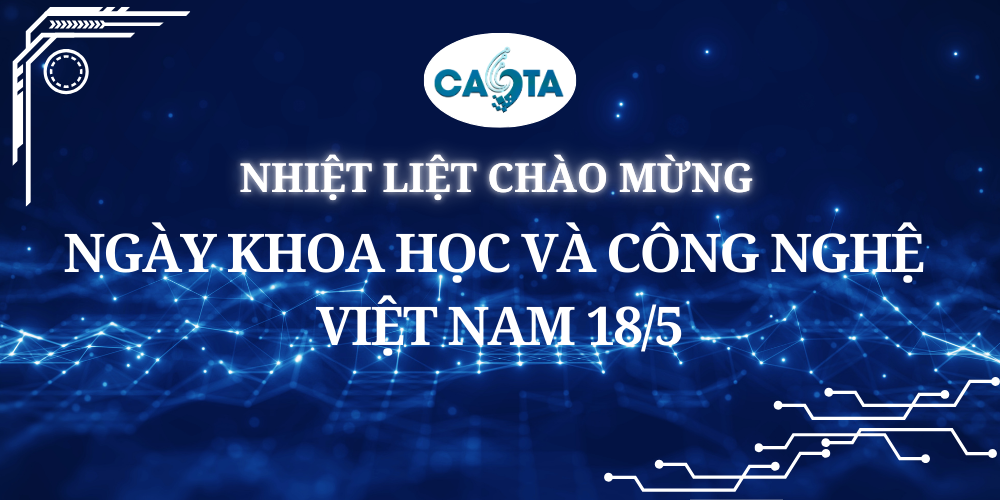 CASTA
NHIỆT LIỆT CHÀO MỪNG
NGÀY KHOA HỌC VÀ CÔNG NGHỆ
VIỆT NAM 18/5